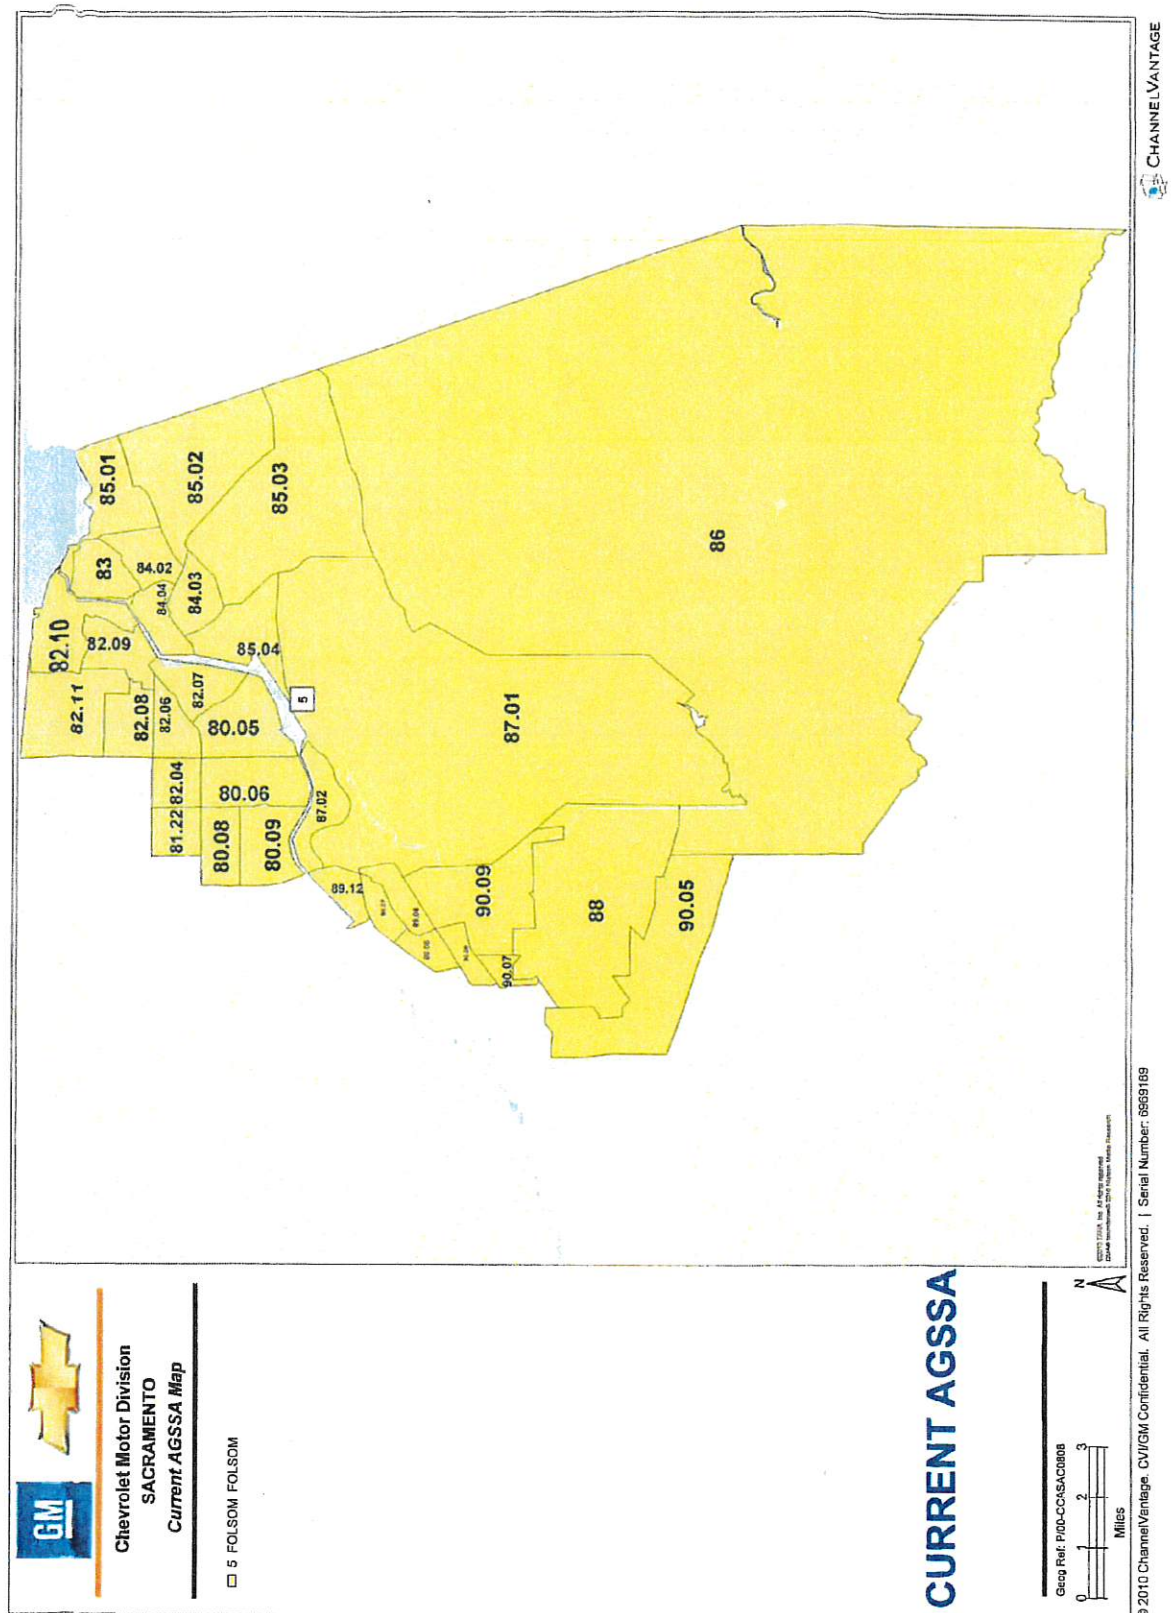 GM
Chevrolet Motor Division
SACRAMENTO
Current AGSSA Map
5 FOLSOM FOLSOM
CURRENT AGSSA
Geog Ref: P/00-CCASAC0808
0 1 2 3
Miles
N
82.11
82.10
82.09
83
85.01
84.02
84.04
84.03
85.02
85.03
85.04
82.08
82.06
82.07
80.05
5
81.22
82.04
80.06
80.08
80.09
87.02
89.12
90.09
90.07
88
90.05
87.01
86
© 2010 ChannelVantage. CVI/GM Confidential. All Rights Reserved. | Serial Number: 6969169
CHANNELVANTAGE